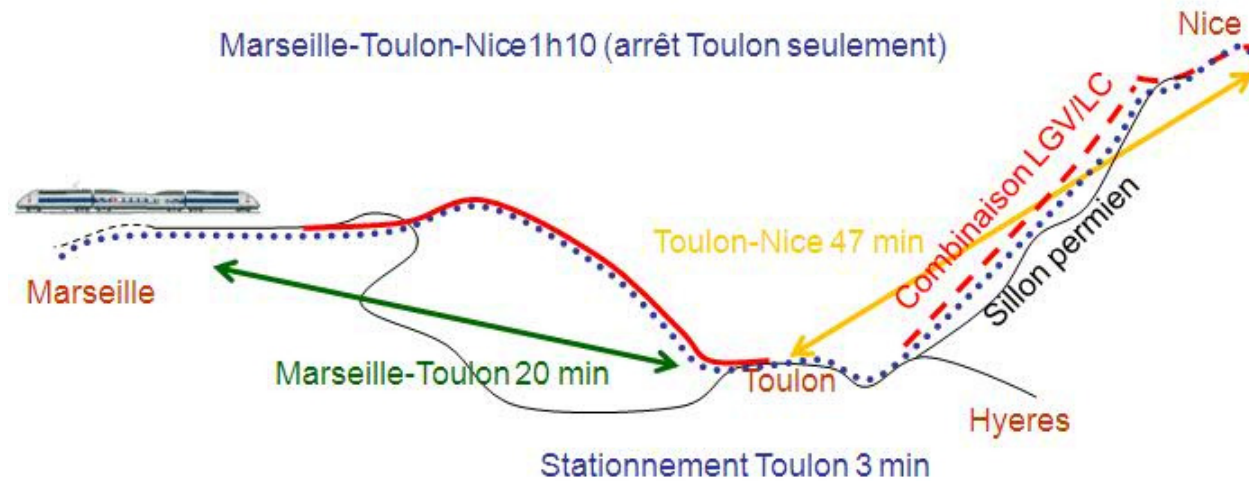 Nice
Marseille-Toulon-Nice1h10 (arrêt Toulon seulement)
Combinaison LGV/LC
Toulon-Nice 47 min
Sillon permien
Marseille
Marseille-Toulon 20 min
Toulon
Hyeres
Stationnement Toulon 3 min